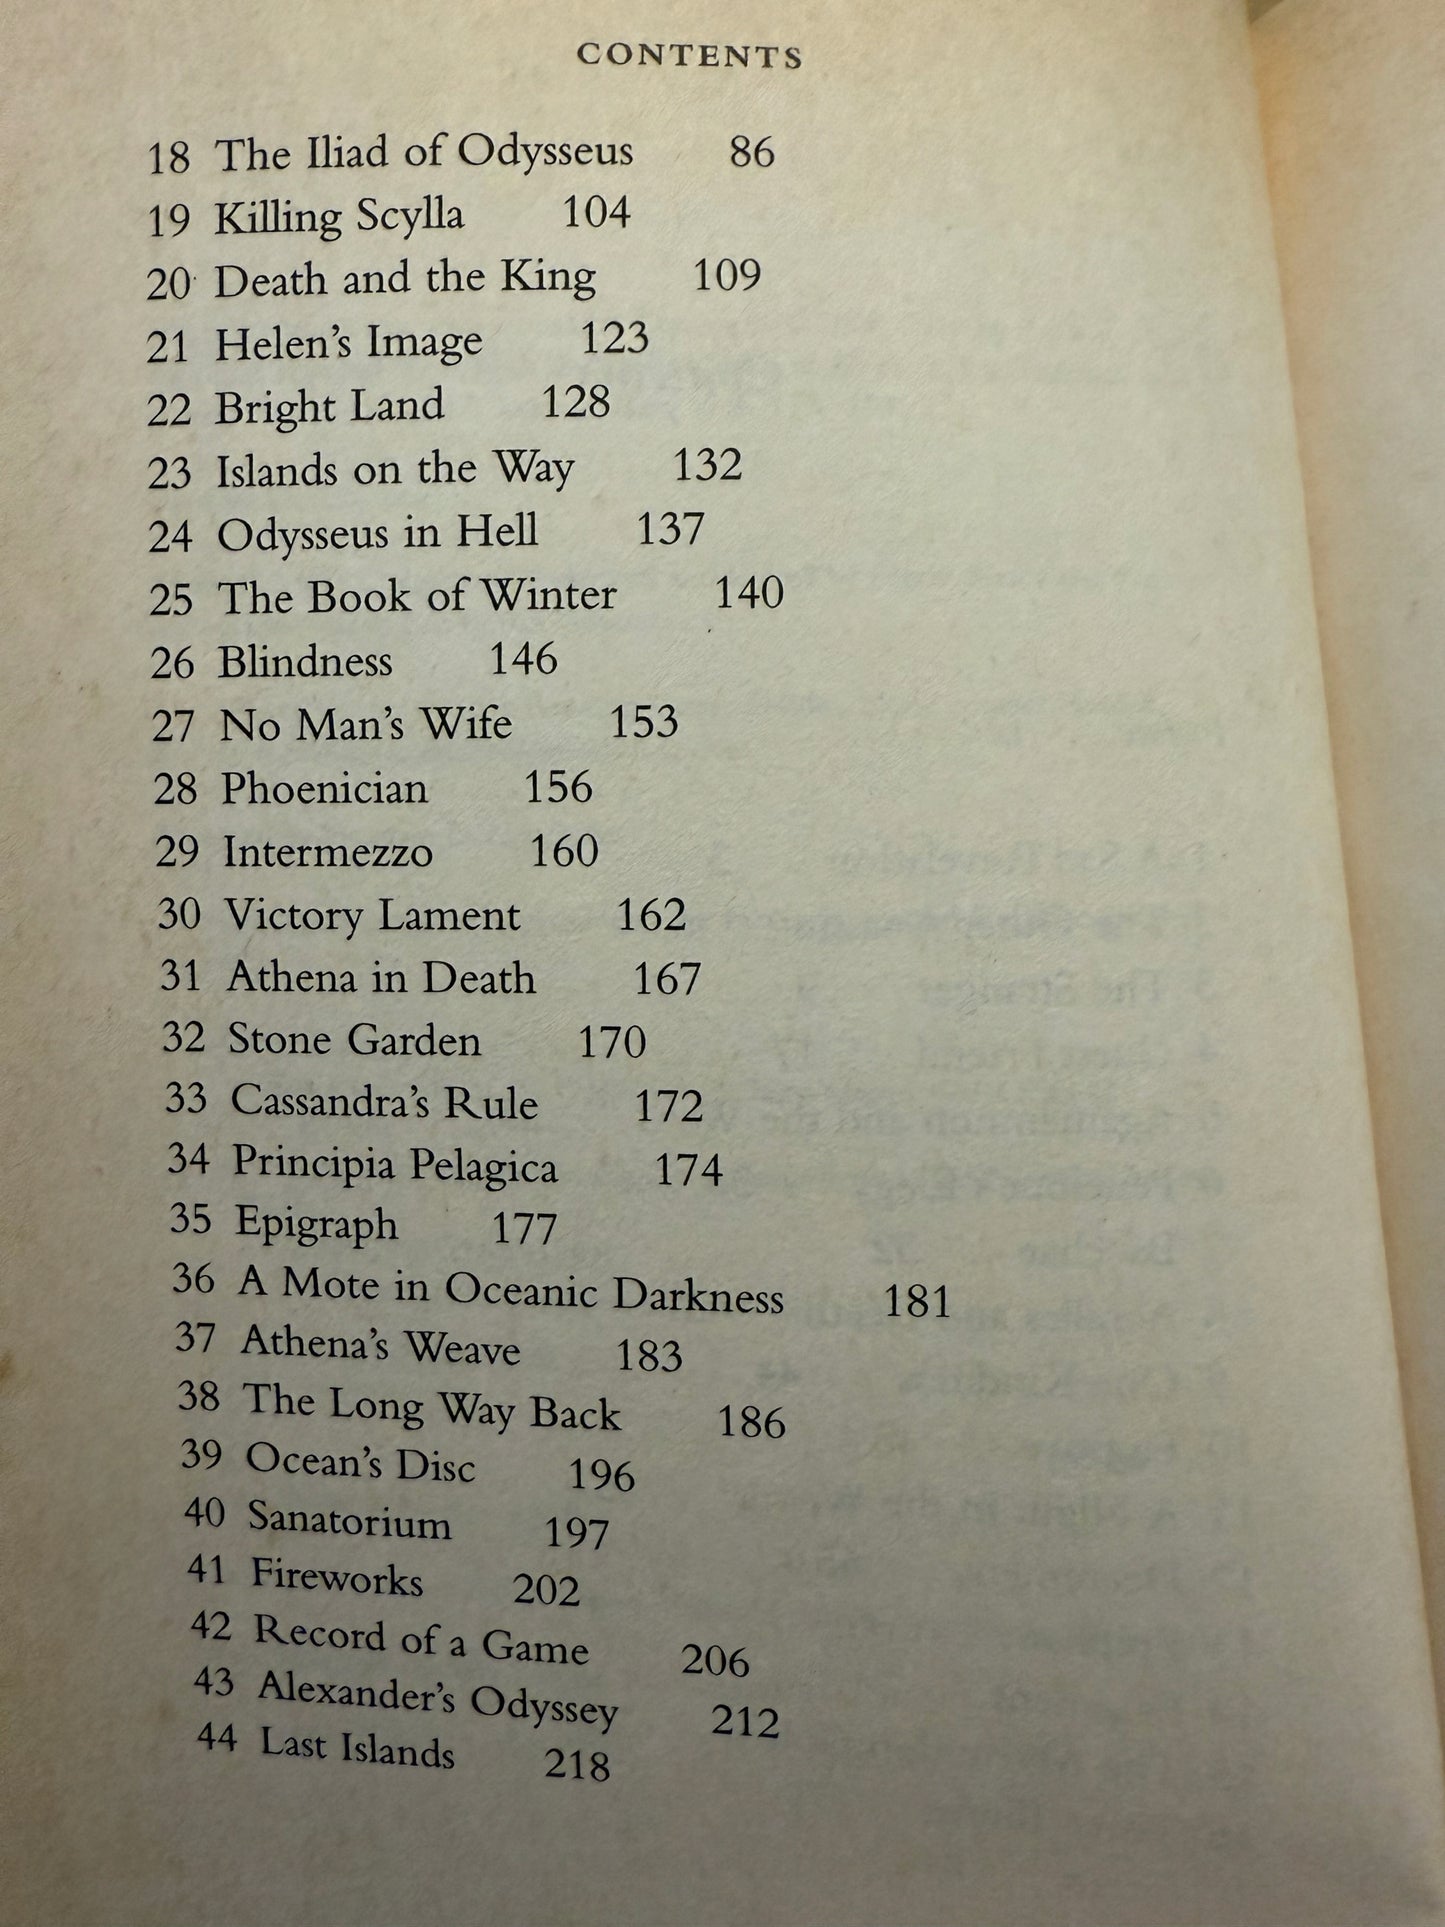 CONTENTS
18 The Iliad of Odysseus 86
19 Killing Scylla 104
20 Death and the King 109
21 Helen's Image 123
22 Bright Land 128
23 Islands on the Way 132
24 Odysseus in Hell 137
25 The Book of Winter 140
26 Blindness 146
27 No Man's Wife 153
28 Phoenician 156
29 Intermezzo 160
30 Victory Lament 162
31 Athena in Death 167
32 Stone Garden 170
33 Cassandra's Rule 172
34 Principia Pelagica 174
35 Epigraph 177
36 A Mote in Oceanic Darkness 181
37 Athena's Weave 183
38 The Long Way Back 186
39 Ocean's Disc 196
40 Sanatorium 197
41 Fireworks 202
42 Record of a Game 206
43 Alexander's Odyssey 212
44 Last Islands 218